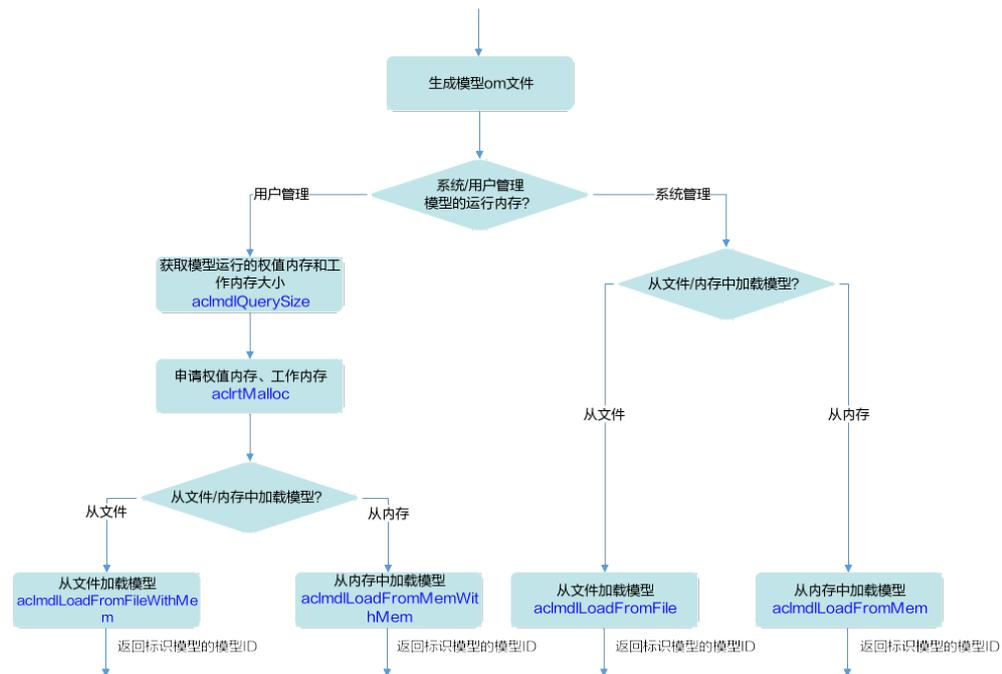 生成模型om文件
系统/用户管理
模型的运行内存?
用户管理
系统管理
获取模型运行的权值内存和工
作内存大小
aclmdlQuerySize
从文件/内存中加载模型?
申请权值内存、工作内存
aclrtMalloc
从文件
从内存
从文件/内存中加载模型?
从文件
从内存
从文件加载模型
aclmdlLoadFromFileWithMe
m
从内存中加载模型
aclmdlLoadFromMemWit
hMem
从文件加载模型
aclmdlLoadFromFile
从内存中加载模型
aclmdlLoadFromMem
返回标识模型的模型ID
返回标识模型的模型ID
返回标识模型的模型ID
返回标识模型的模型ID